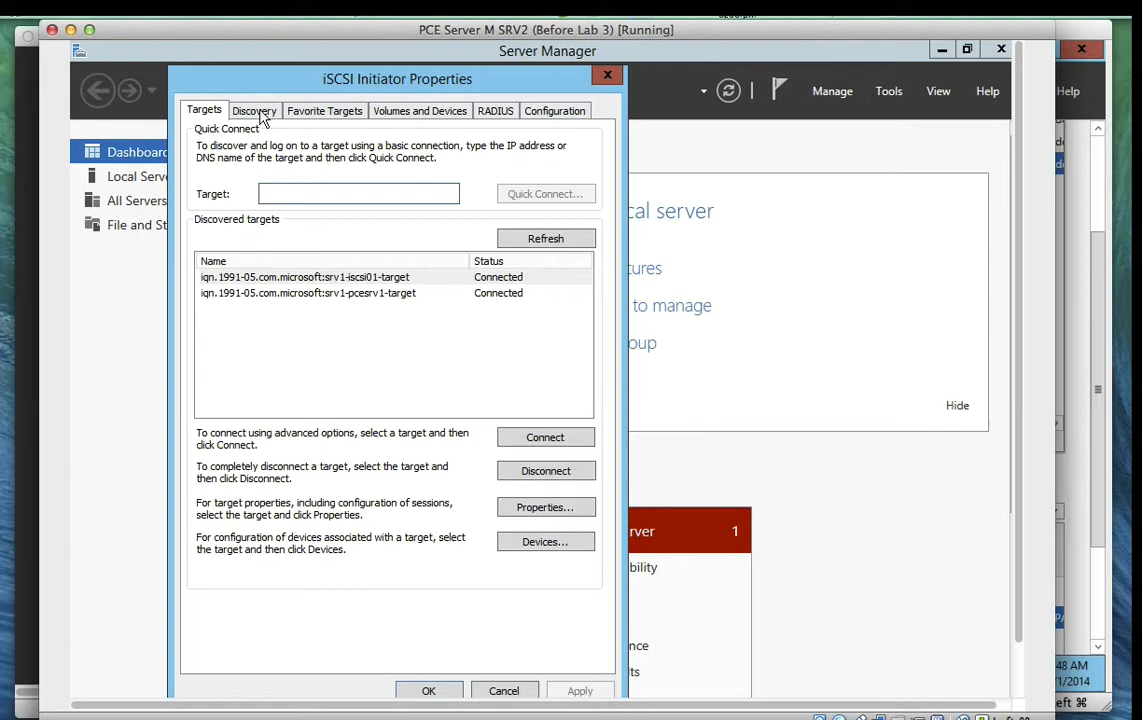 PCE Server M SRV2 (Before Lab 3) [Running]
Server Manager
iSCSI Initiator Properties
Manage
Tools
View
Help
Help
Targets
Discovery
Favorite Targets
Volumes and Devices
RADIUS
Configuration
Quick Connect
To discover and log on to a target using a basic connection, type the IP address or
DNS name of the target and then click Quick Connect.
Target:
Quick Connect...
Discovered targets
Refresh
Name
Status
iqn.1991-05.com.microsoft:srv1-iscsi01-target
Connected
iqn.1991-05.com.microsoft:srv1-pcesrv1-target
Connected
To connect using advanced options, select a target and then
click Connect.
Connect
To completely disconnect a target, select the target and
then click Disconnect.
Disconnect
For target properties, including configuration of sessions,
select the target and click Properties.
Properties...
For configuration of devices associated with a target, select
the target and then click Devices.
Devices...
OK
Cancel
Apply
Dashboard
Local Serve
All Servers
File and St
cal server
tures
to manage
oup
Hide
rver
1
bility
nce
lts
:48 AM
/1/2014
Left ⌘